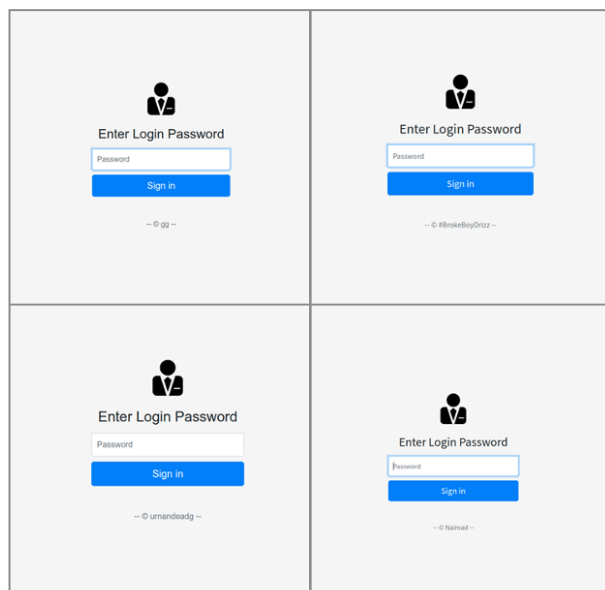 Enter Login Password
Password
Sign in
-- © gg --
Enter Login Password
Password
Sign in
-- © #BrokeBoyDrizz --
Enter Login Password
Password
Sign in
-- © urnandeadg --
Enter Login Password
Password
Sign in
-- © Naimad --